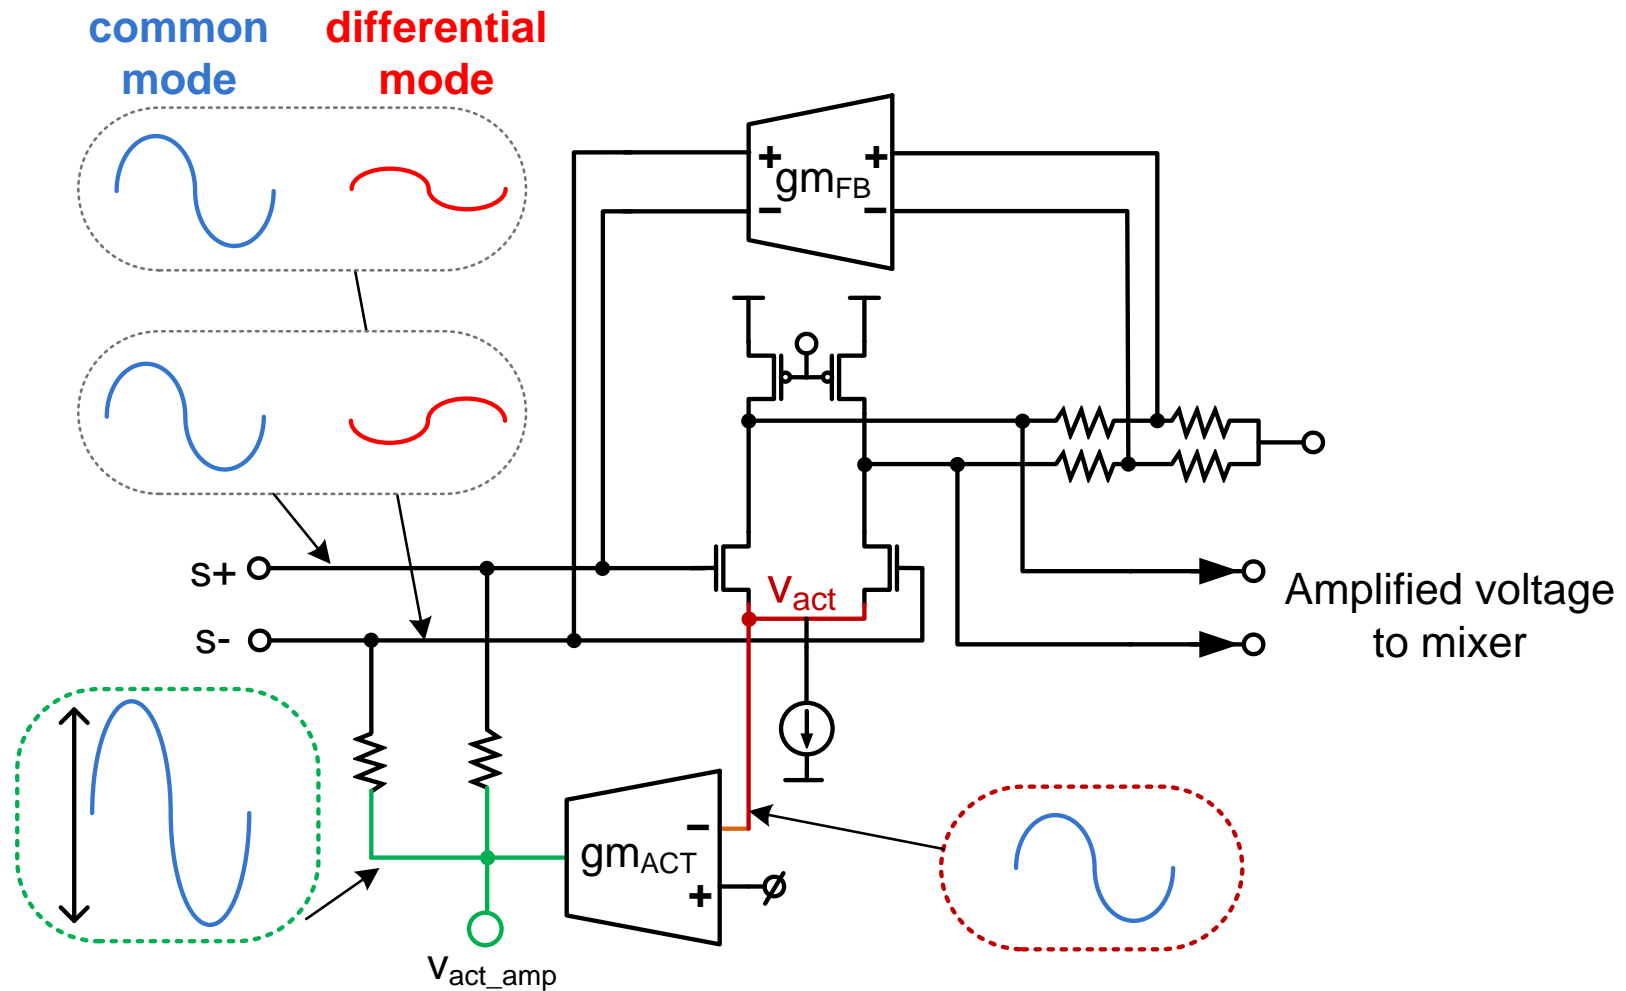 common differential
mode mode
+ +
gmFB
− −
s+
vact
s-
Amplified voltage
to mixer
−
gmACT
+
vact_amp